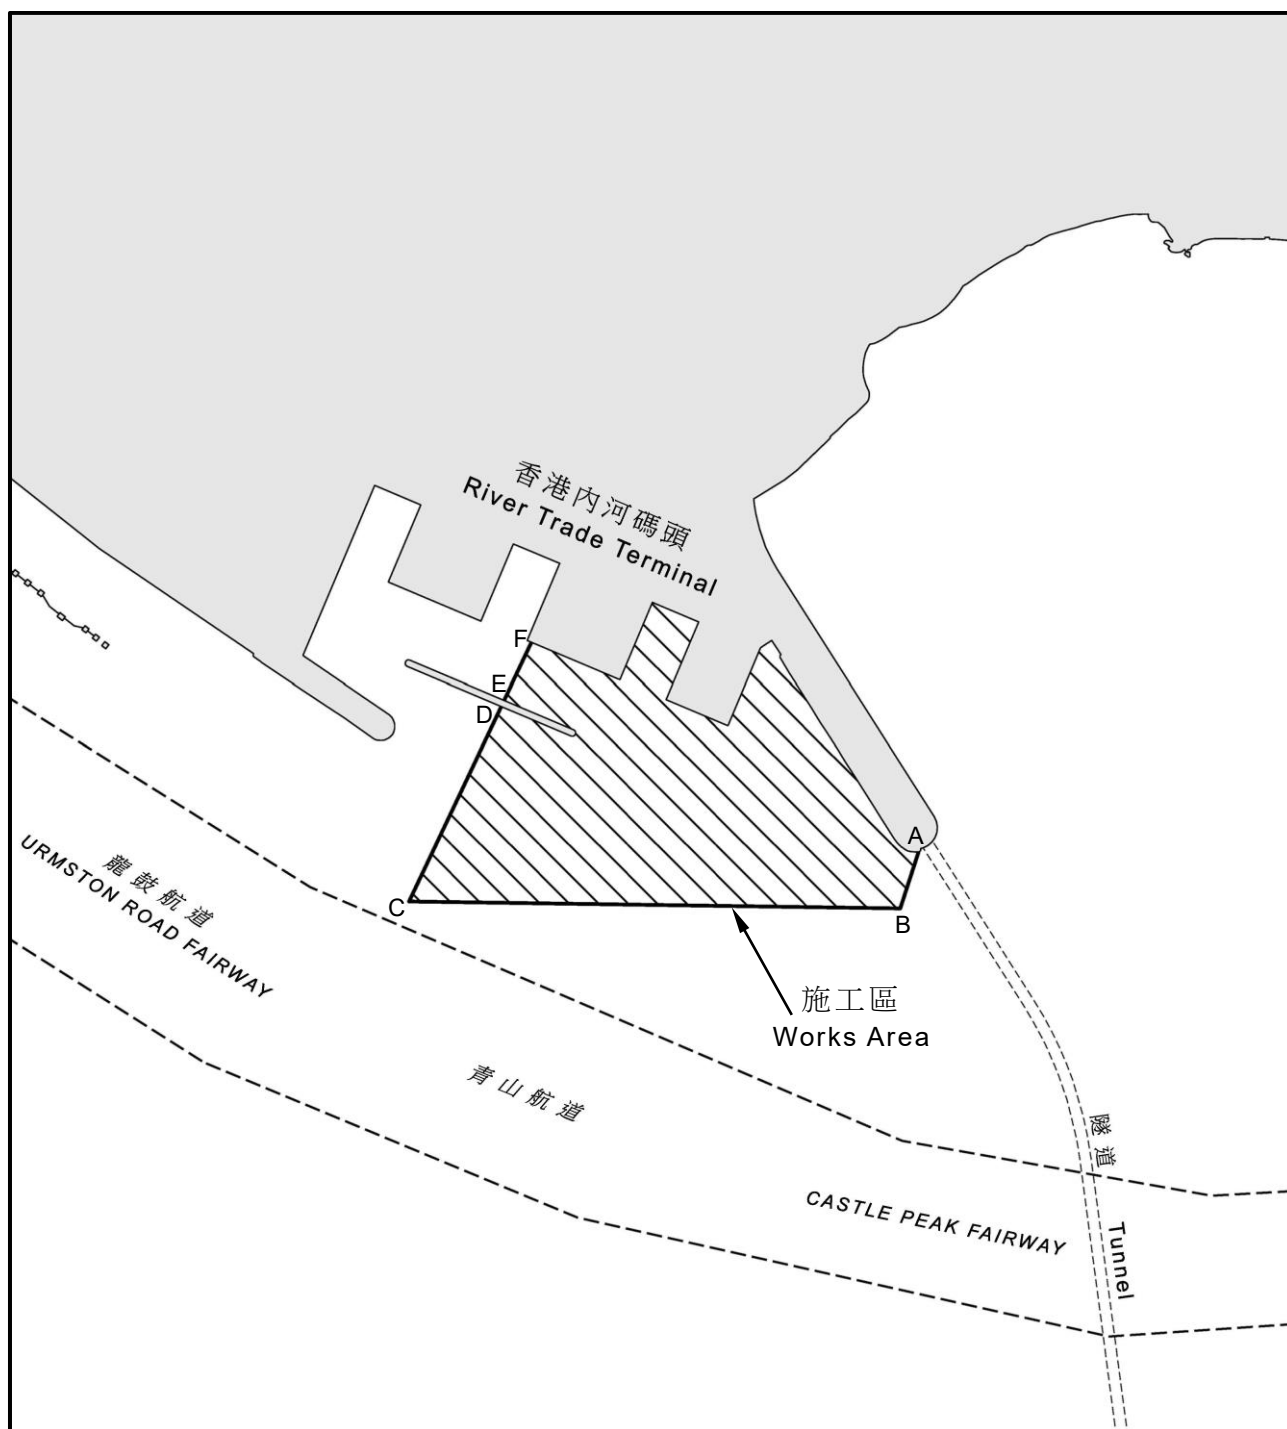 香港內河碼頭
River Trade Terminal
F
E
D
A
C
B
龍鼓航道
URMSTON ROAD FAIRWAY
施工區
Works Area
青山航道
隧道
Tunnel
CASTLE PEAK FAIRWAY